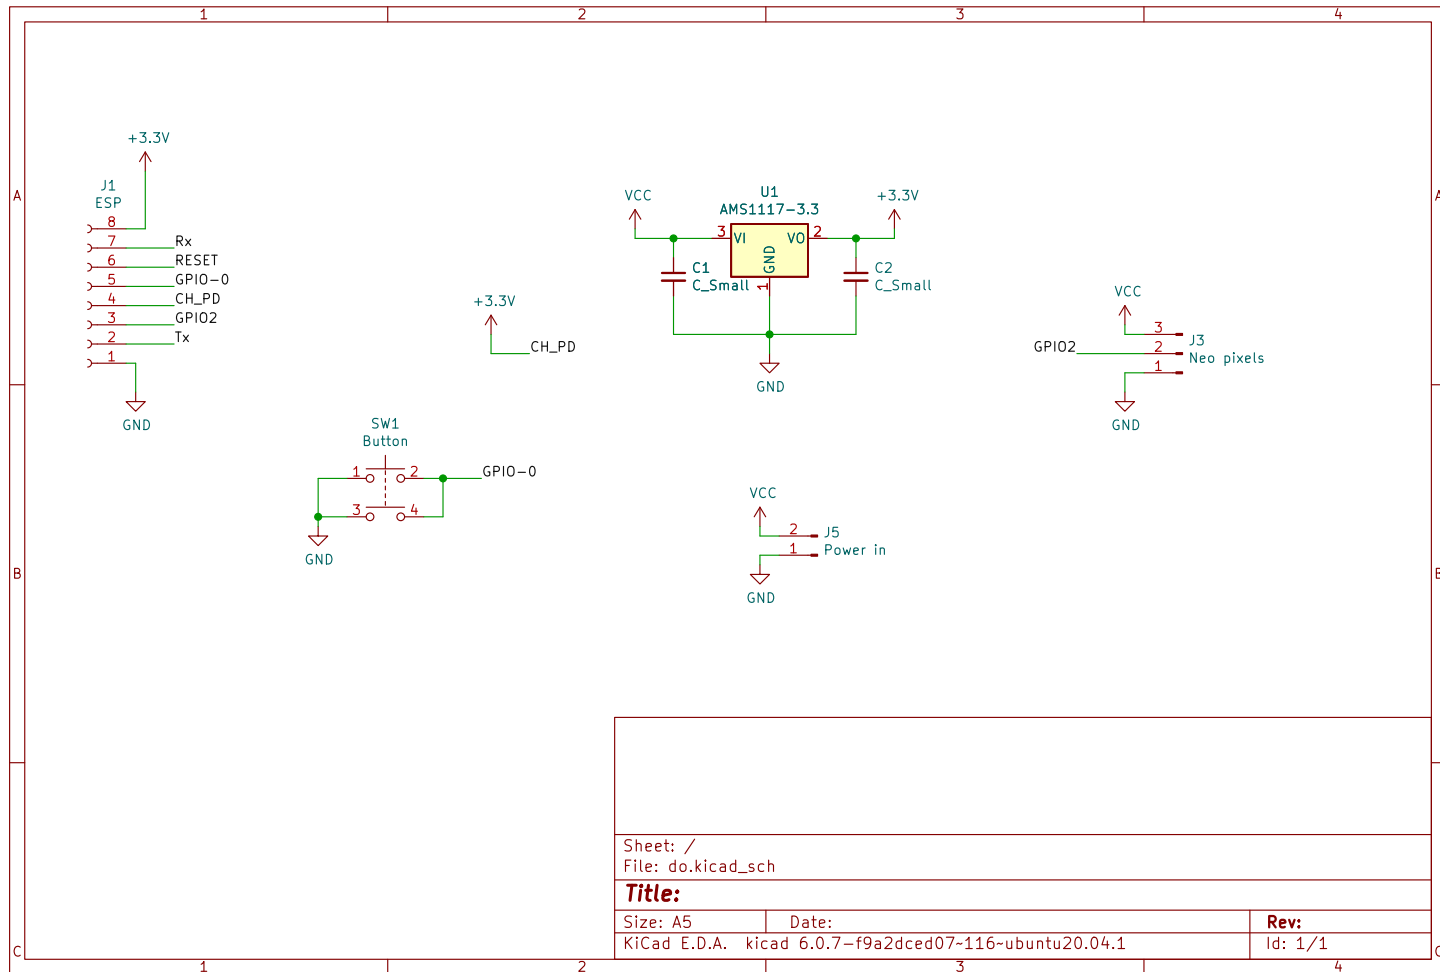 1 2 3 4
A A
B B
C C
+3.3V
J1
ESP
8
7 Rx
6 RESET
5 GPIO-0
4 CH_PD
3 GPIO2
2 Tx
1
GND
+3.3V
CH_PD
SW1
Button
1 2 GPIO-0
3 4
GND
VCC
U1
AMS1117-3.3
+3.3V
3 VI VO 2
GND
1
C1
C_Small
C2
C_Small
GND
VCC
3
GPIO2 2
1
J3
Neo pixels
GND
VCC
2
1
J5
Power in
GND
Sheet: /
File: do.kicad_sch
Title:
Size: A5 Date: Rev:
KiCad E.D.A. kicad 6.0.7-f9a2dced07~116~ubuntu20.04.1 Id: 1/1
1 2 3 4